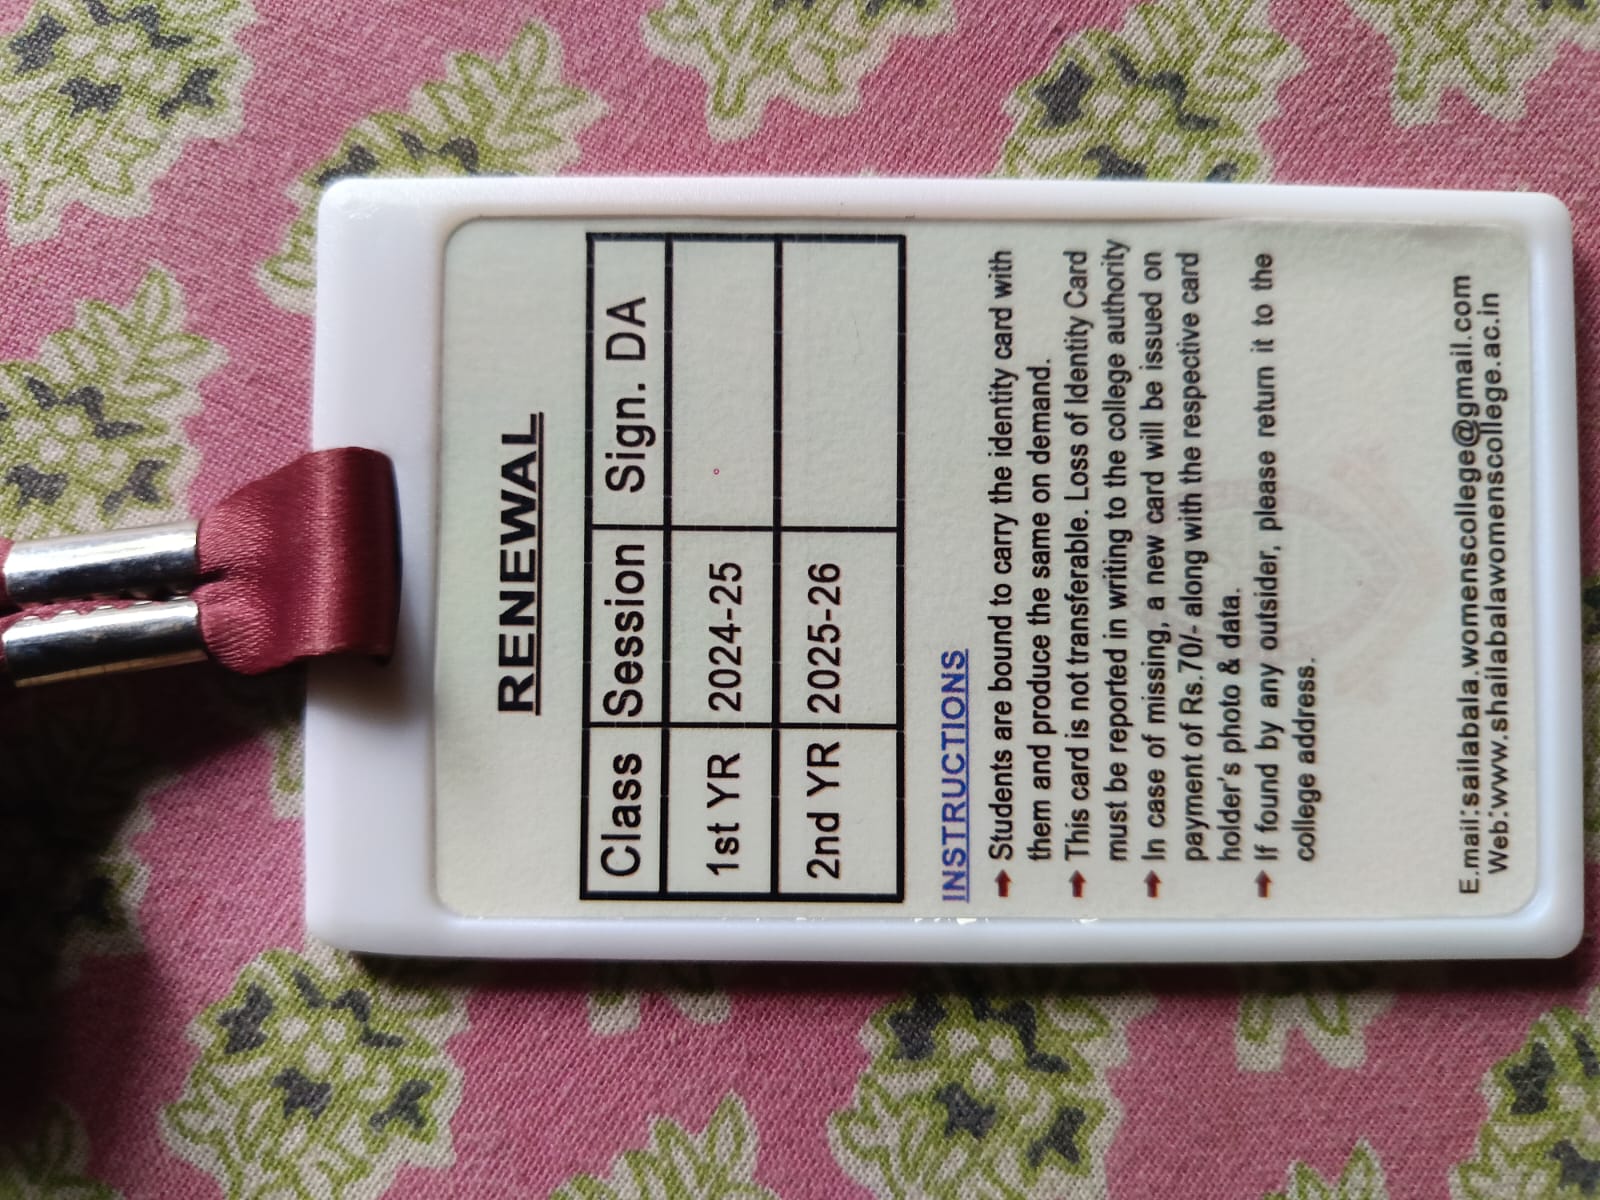 RENEWAL
Class Session Sign. DA
1st YR 2024-25
2nd YR 2025-26
INSTRUCTIONS
➡ Students are bound to carry the identity card with
them and produce the same on demand.
➡ This card is not transferable. Loss of Identity Card
must be reported in writing to the college authority
➡ In case of missing, a new card will be issued on
payment of Rs.70/- along with the respective card
holder's photo & data.
➡ If found by any outsider, please return it to the
college address.
E.mail:sailabala.womenscollege@gmail.com
Web:www.shailabalawomenscollege.ac.in